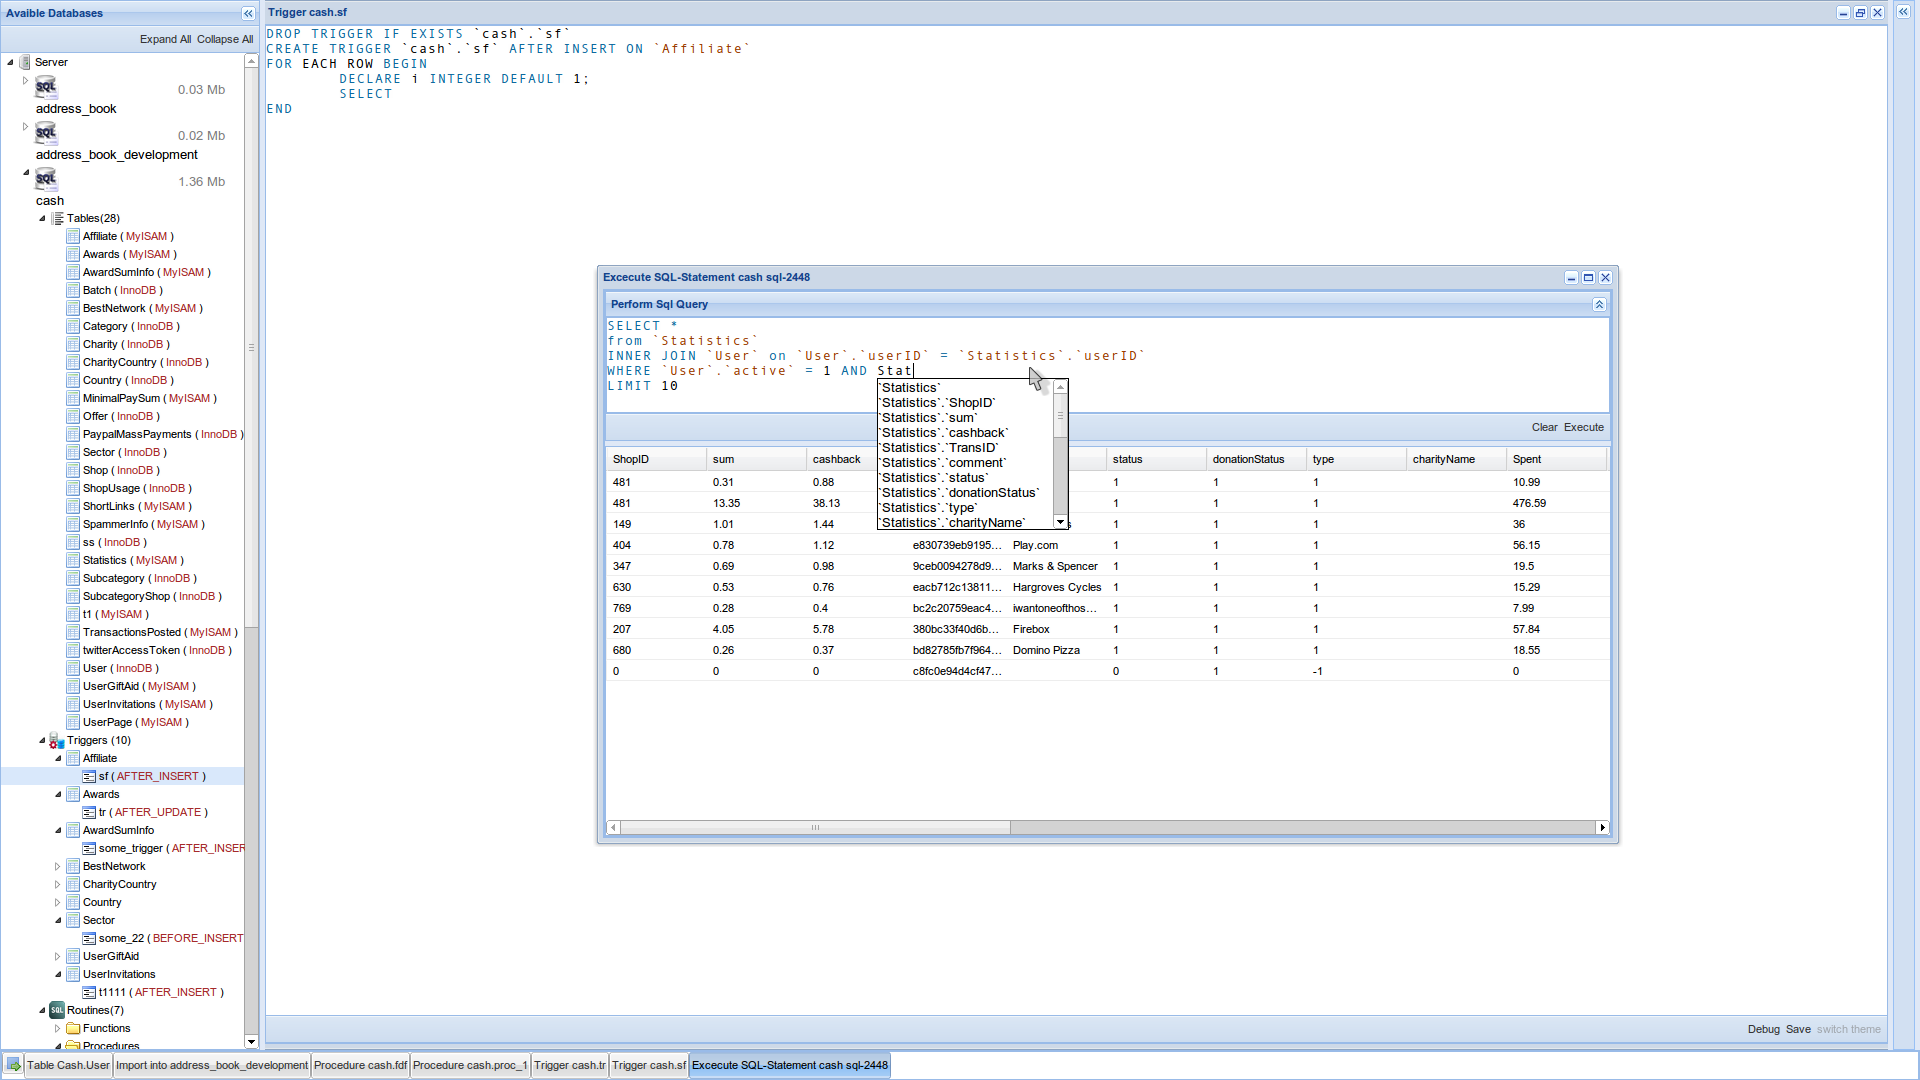 Avaible Databases
Expand All Collapse All
Server
0.03 Mb
address_book
0.02 Mb
address_book_development
1.36 Mb
cash
Tables(28)
Affiliate ( MyISAM )
Awards ( MyISAM )
AwardSumInfo ( MyISAM )
Batch ( InnoDB )
BestNetwork ( MyISAM )
Category ( InnoDB )
Charity ( InnoDB )
CharityCountry ( InnoDB )
Country ( InnoDB )
MinimalPaySum ( MyISAM )
Offer ( InnoDB )
PaypalMassPayments ( InnoDB )
Sector ( InnoDB )
Shop ( InnoDB )
ShopUsage ( InnoDB )
ShortLinks ( InnoDB )
SpammerInfo ( InnoDB )
ss ( InnoDB )
Statistics ( MyISAM )
Subcategory ( InnoDB )
SubcategoryShop ( InnoDB )
t1 ( MyISAM )
TransactionsPosted ( MyISAM )
twitterAccessToken ( InnoDB )
User ( InnoDB )
UserGiftAid ( MyISAM )
UserInvitations ( MyISAM )
UserPage ( MyISAM )
Triggers (10)
Affiliate
sf ( AFTER_INSERT )
Awards
tr ( AFTER_UPDATE )
AwardSumInfo
some_trigger ( AFTER_INSER
BestNetwork
CharityCountry
Country
Sector
some_22 ( BEFORE_INSERT
UserGiftAid
UserInvitations
t1111 ( AFTER_INSERT )
Routines(7)
Functions
Procedures
Trigger cash.sf
DROP TRIGGER IF EXISTS `cash`.`sf`
CREATE TRIGGER `cash`.`sf` AFTER INSERT ON `Affiliate`
FOR EACH ROW BEGIN
DECLARE i INTEGER DEFAULT 1;
SELECT
END
Excecute SQL-Statement cash sql-2448
Perform Sql Query
SELECT *
from `Statistics`
INNER JOIN `User` on `User`.`userID` = `Statistics`.`userID`
WHERE `User`.`active` = 1 AND Stat
LIMIT 10
`Statistics`
`Statistics`.`ShopID`
`Statistics`.`sum`
`Statistics`.`cashback`
`Statistics`.`TransID`
`Statistics`.`comment`
`Statistics`.`status`
`Statistics`.`donationStatus`
`Statistics`.`type`
`Statistics`.`charityName`
Clear Execute
ShopID sum cashback status donationStatus type charityName Spent
481 0.31 0.88 1 1 1 10.99
481 13.35 38.13 1 1 1 476.59
149 1.01 1.44 s 1 1 1 36
404 0.78 1.12 e830739eb9195... Play.com 1 1 1 56.15
347 0.69 0.98 9ceb0094278d9... Marks & Spencer 1 1 1 19.5
630 0.53 0.76 eacb712c13811... Hargroves Cycles 1 1 1 15.29
769 0.28 0.4 bc2c20759eac4... iwantoneofthos... 1 1 1 7.99
207 4.05 5.78 380bc33f40d6b... Firebox 1 1 1 57.84
680 0.26 0.37 bd82785fb7f964... Domino Pizza 1 1 1 18.55
0 0 0 c8fc0e94d4cf47... 0 1 -1 0
Debug Save switch theme
Table Cash.User Import into address_book_development Procedure cash.fdf Procedure cash.proc_1 Trigger cash.tr Trigger cash.sf Excecute SQL-Statement cash sql-2448